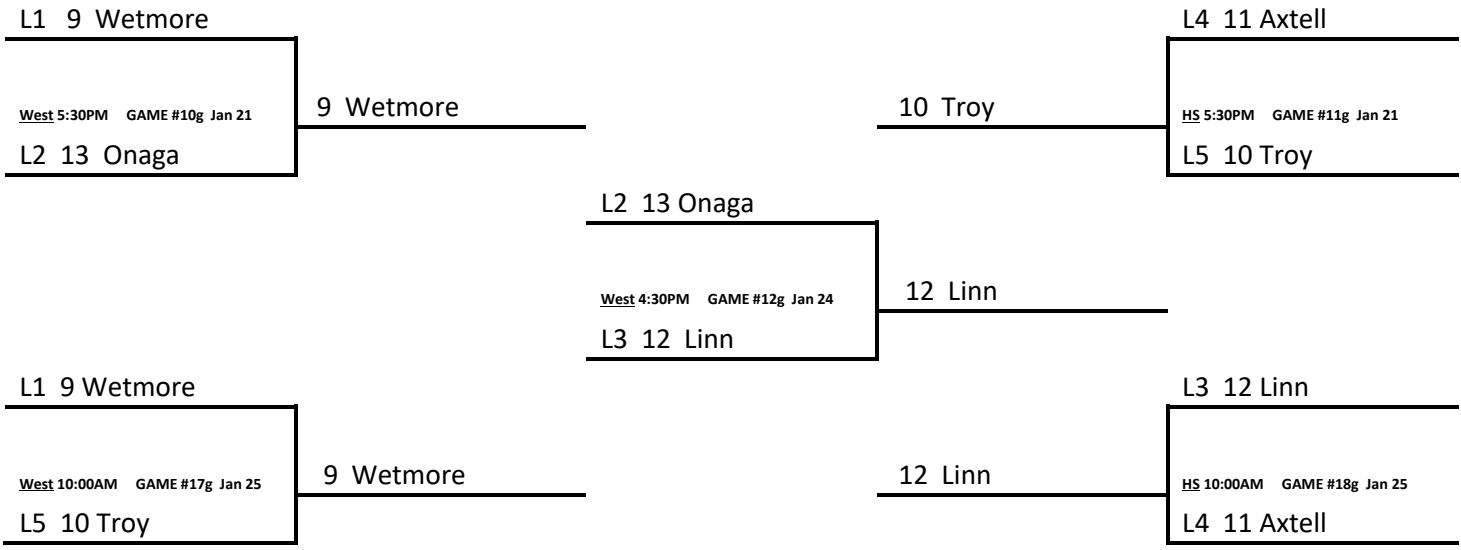 L1 9 Wetmore
L4 11 Axtell
West 5:30PM GAME #10g Jan 21
9 Wetmore
10 Troy
HS 5:30PM GAME #11g Jan 21
L2 13 Onaga
L5 10 Troy
L2 13 Onaga
West 4:30PM GAME #12g Jan 24
12 Linn
L3 12 Linn
L1 9 Wetmore
L3 12 Linn
West 10:00AM GAME #17g Jan 25
9 Wetmore
12 Linn
HS 10:00AM GAME #18g Jan 25
L5 10 Troy
L4 11 Axtell